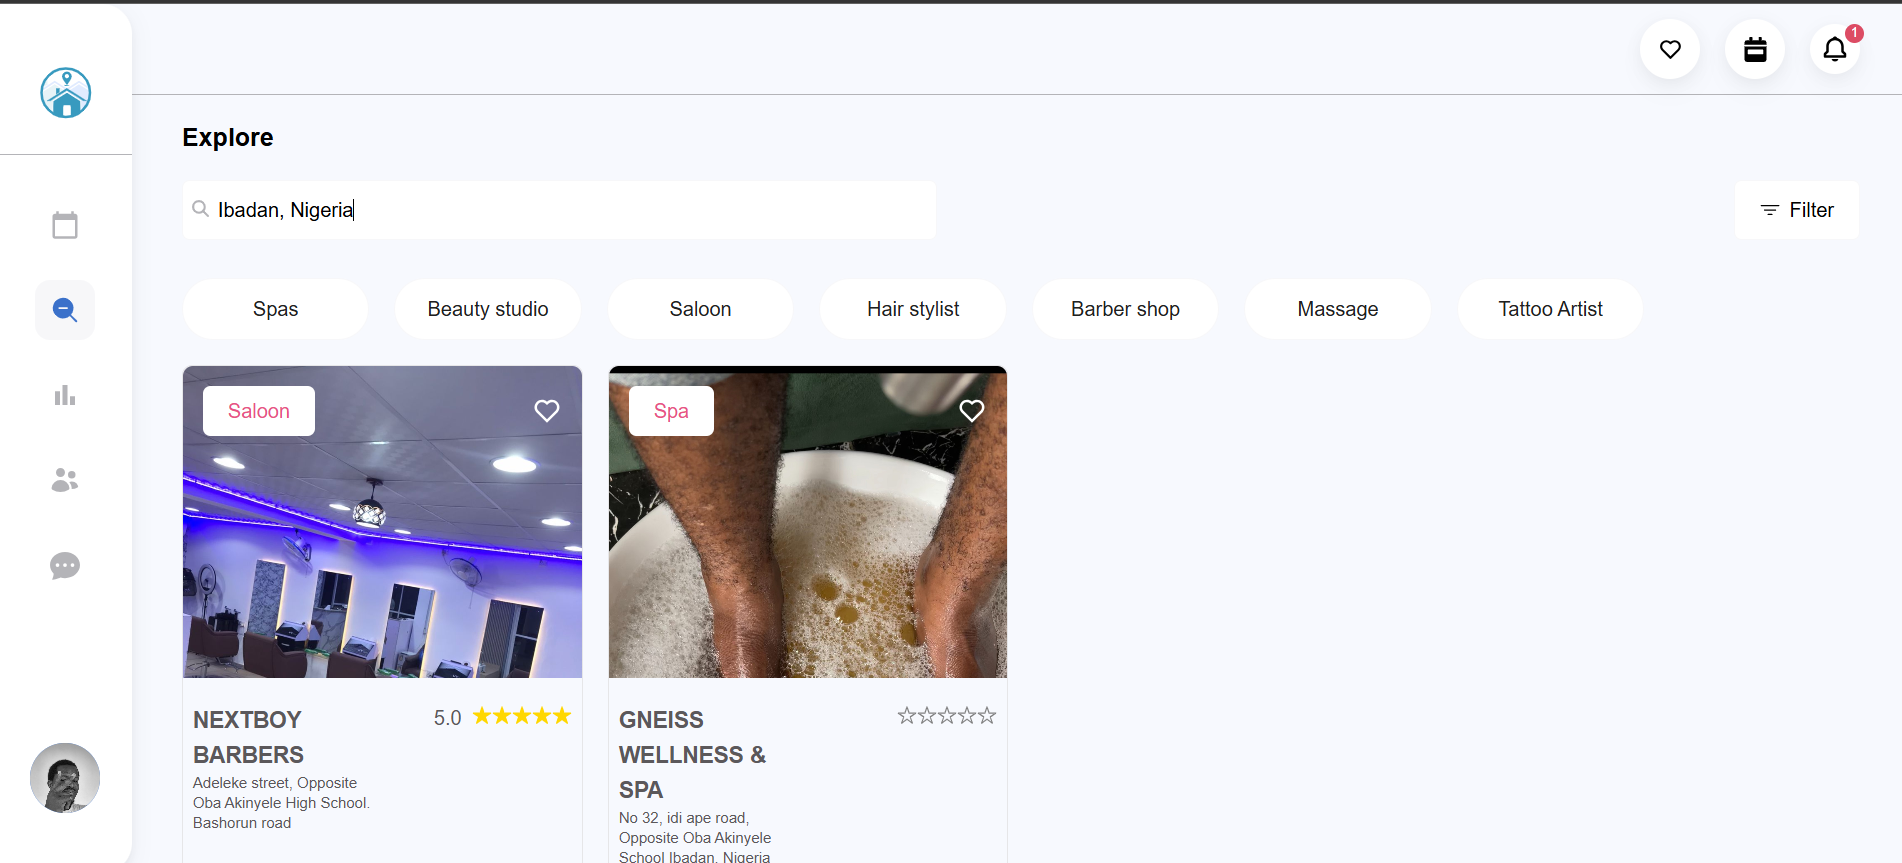 1
Explore
Ibadan, Nigeria
Filter
Spas
Beauty studio
Saloon
Hair stylist
Barber shop
Massage
Tattoo Artist
Saloon
Spa
NEXTBOY
BARBERS
5.0
Adeleke street, Opposite
Oba Akinyele High School.
Bashorun road
GNEISS
WELLNESS &
SPA
No 32, idi ape road,
Opposite Oba Akinyele
School Ibadan, Nigeria